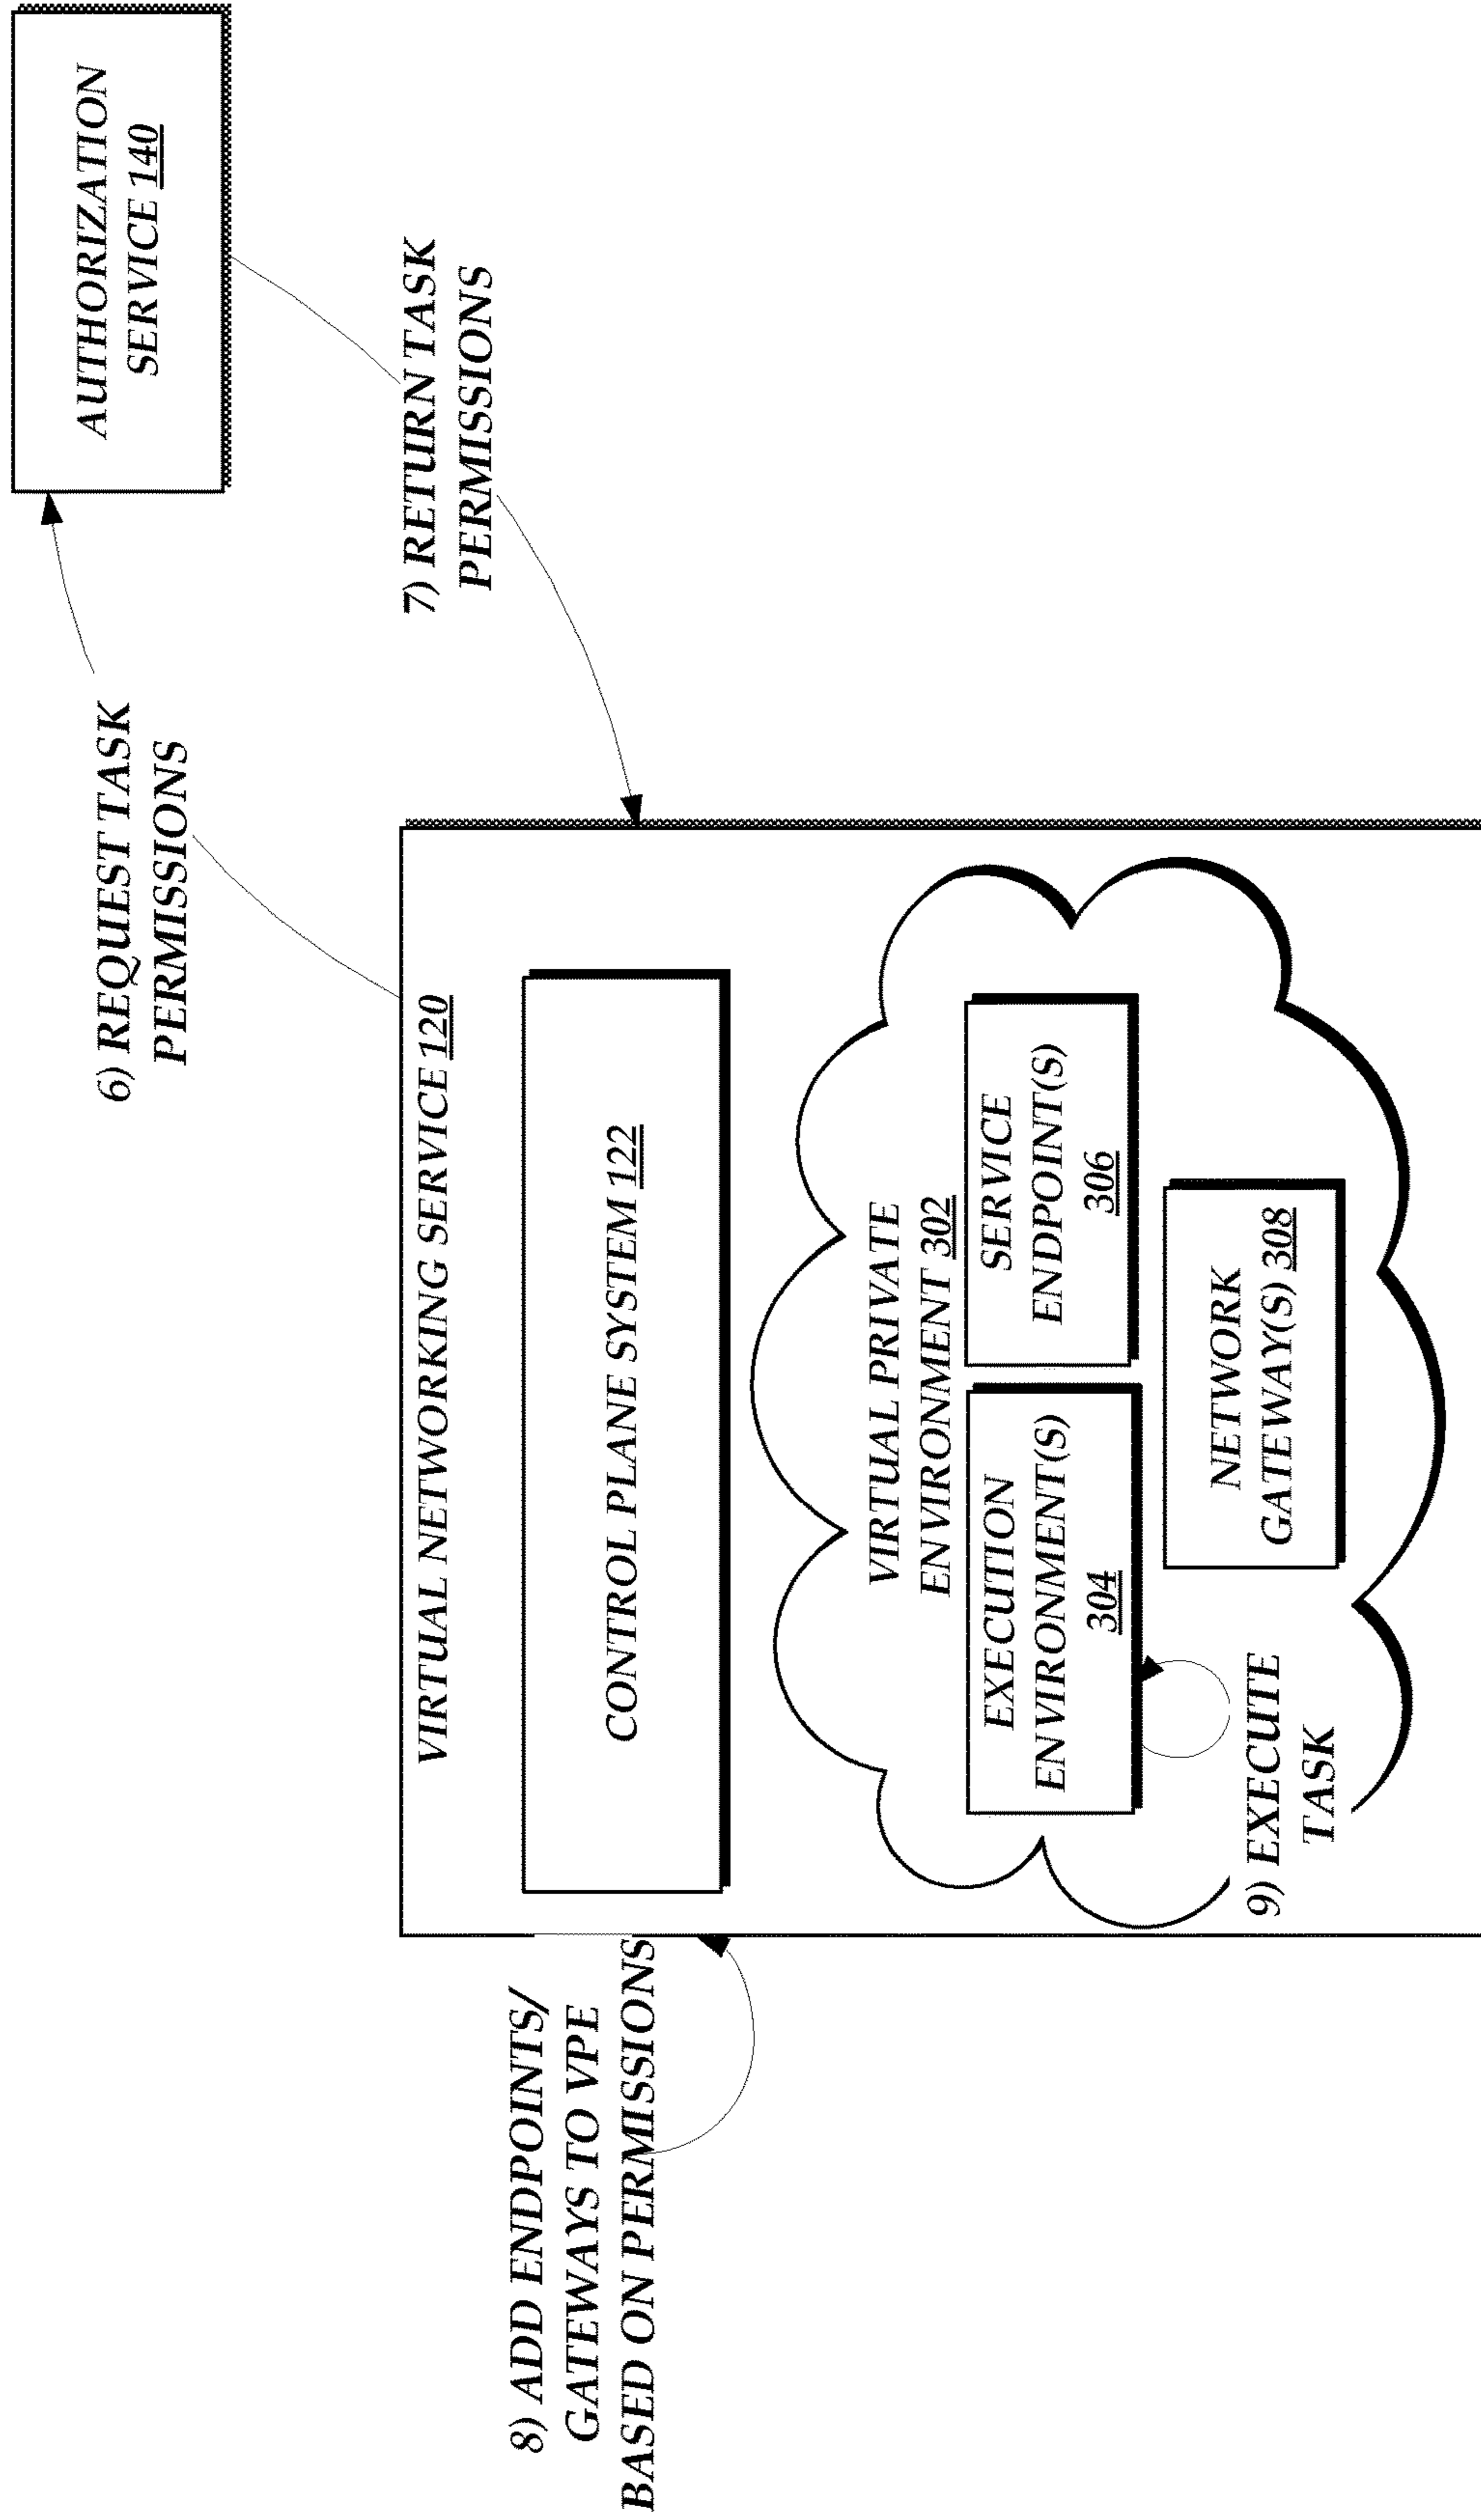 AUTHORIZATION
SERVICE 140
6) REQUEST TASK
PERMISSIONS
7) RETURN TASK
PERMISSIONS
VIRTUAL NETWORKING SERVICE 120
CONTROL PLANE SYSTEM 122
8) ADD ENDPOINTS/
GATEWAYS TO VPE
BASED ON PERMISSIONS
VIRTUAL PRIVATE
ENVIRONMENT 302
EXECUTION
ENVIRONMENT(S)
304
SERVICE
ENDPOINT(S)
306
NETWORK
GATEWAY(S) 308
9) EXECUTE
TASK